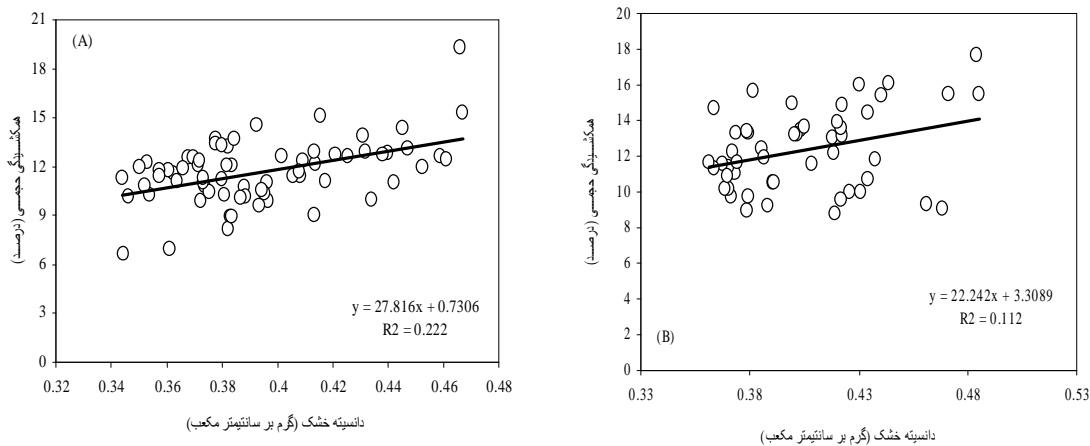 (A)
21
18
15
12
9
6
3
0
همکشیدگی حجمی (درصد)
y = 27.816x + 0.7306
R2 = 0.222
0.32 0.34 0.36 0.38 0.40 0.42 0.44 0.46 0.48
دانسیته خشک (گرم بر سانتیمتر مکعب)
20
18
16
14
12
10
8
6
4
2
0
همکشیدگی حجمی (درصد)
y = 22.242x + 3.3089
R2 = 0.112
(B)
0.33 0.38 0.43 0.48 0.53
دانسیته خشک (گرم بر سانتیمتر مکعب)